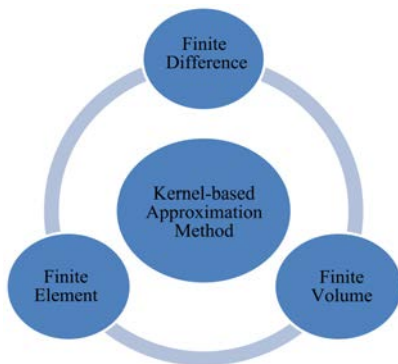 Finite
Difference
Kernel-based
Approximation
Method
Finite
Element
Finite
Volume